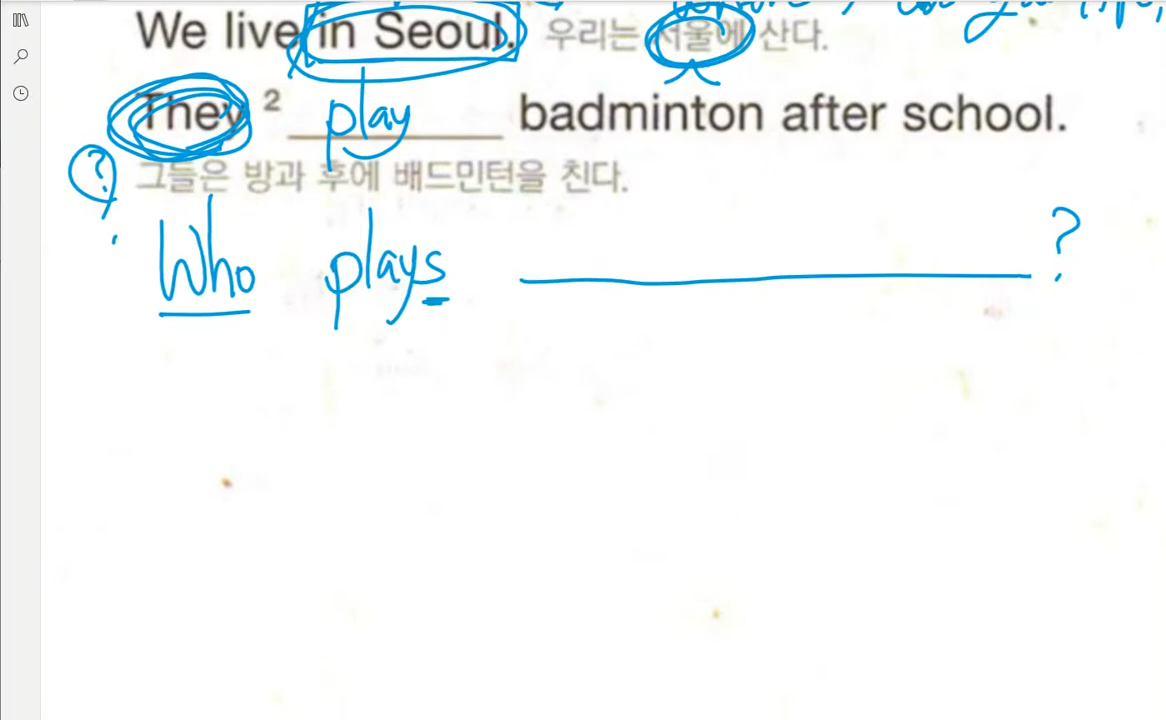 We live in Seoul. 우리는 서울에 산다.
They ² play badminton after school.
? 그들은 방과 후에 배드민턴을 친다.
Who plays ?